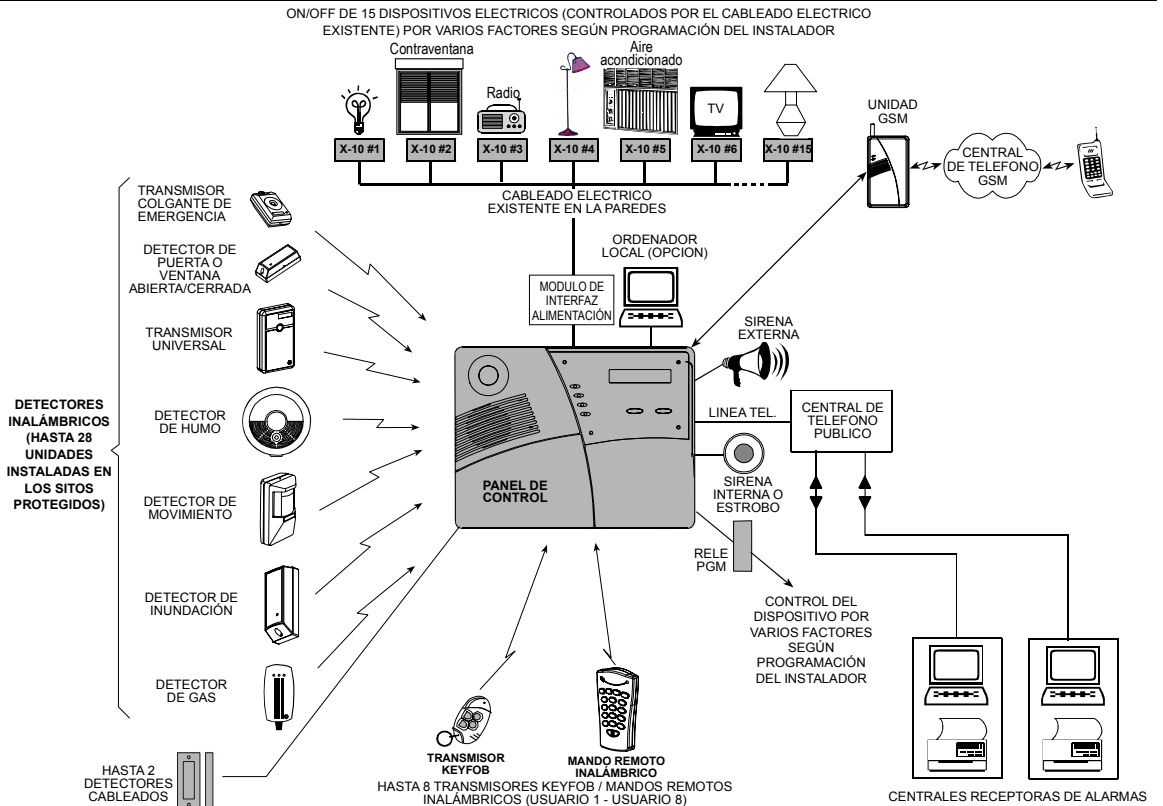 ON/OFF DE 15 DISPOSITIVOS ELECTRICOS (CONTROLADOS POR EL CABLEADO ELECTRICO
EXISTENTE) POR VARIOS FACTORES SEGÚN PROGRAMACIÓN DEL INSTALADOR
Contraventana
Radio
Aire
acondicionado
TV
X-10 #1
X-10 #2
X-10 #3
X-10 #4
X-10 #5
X-10 #6
X-10 #15
CABLEADO ELECTRICO
EXISTENTE EN LA PAREDES
UNIDAD
GSM
CENTRAL
DE TELEFONO
GSM
ORDENADOR
LOCAL (OPCION)
MODULO DE
INTERFAZ
ALIMENTACIÓN
SIRENA
EXTERNA
LINEA TEL.
CENTRAL DE
TELEFONO
PUBLICO
SIRENA
INTERNA O
ESTROBO
PANEL DE
CONTROL
RELE
PGM
CONTROL DEL
DISPOSITIVO POR
VARIOS FACTORES
SEGÚN
PROGRAMACIÓN
DEL INSTALADOR
DETECTORES
INALÁMBRICOS
(HASTA 28
UNIDADES
INSTALADAS EN
LOS SITOS
PROTEGIDOS)
TRANSMISOR
COLGANTE DE
EMERGENCIA
DETECTOR DE
PUERTA O
VENTANA
ABIERTA/CERRADA
TRANSMISOR
UNIVERSAL
DETECTOR
DE HUMO
DETECTOR DE
MOVIMIENTO
DETECTOR DE
INUNDACIÓN
DETECTOR
DE GAS
HASTA 2
DETECTORES
CABLEADOS
TRANSMISOR
KEYFOB
MANDO REMOTO
INALÁMBRICO
HASTA 8 TRANSMISORES KEYFOB / MANDOS REMOTOS
INALÁMBRICOS (USUARIO 1 - USUARIO 8)
CENTRALES RECEPTORAS DE ALARMAS